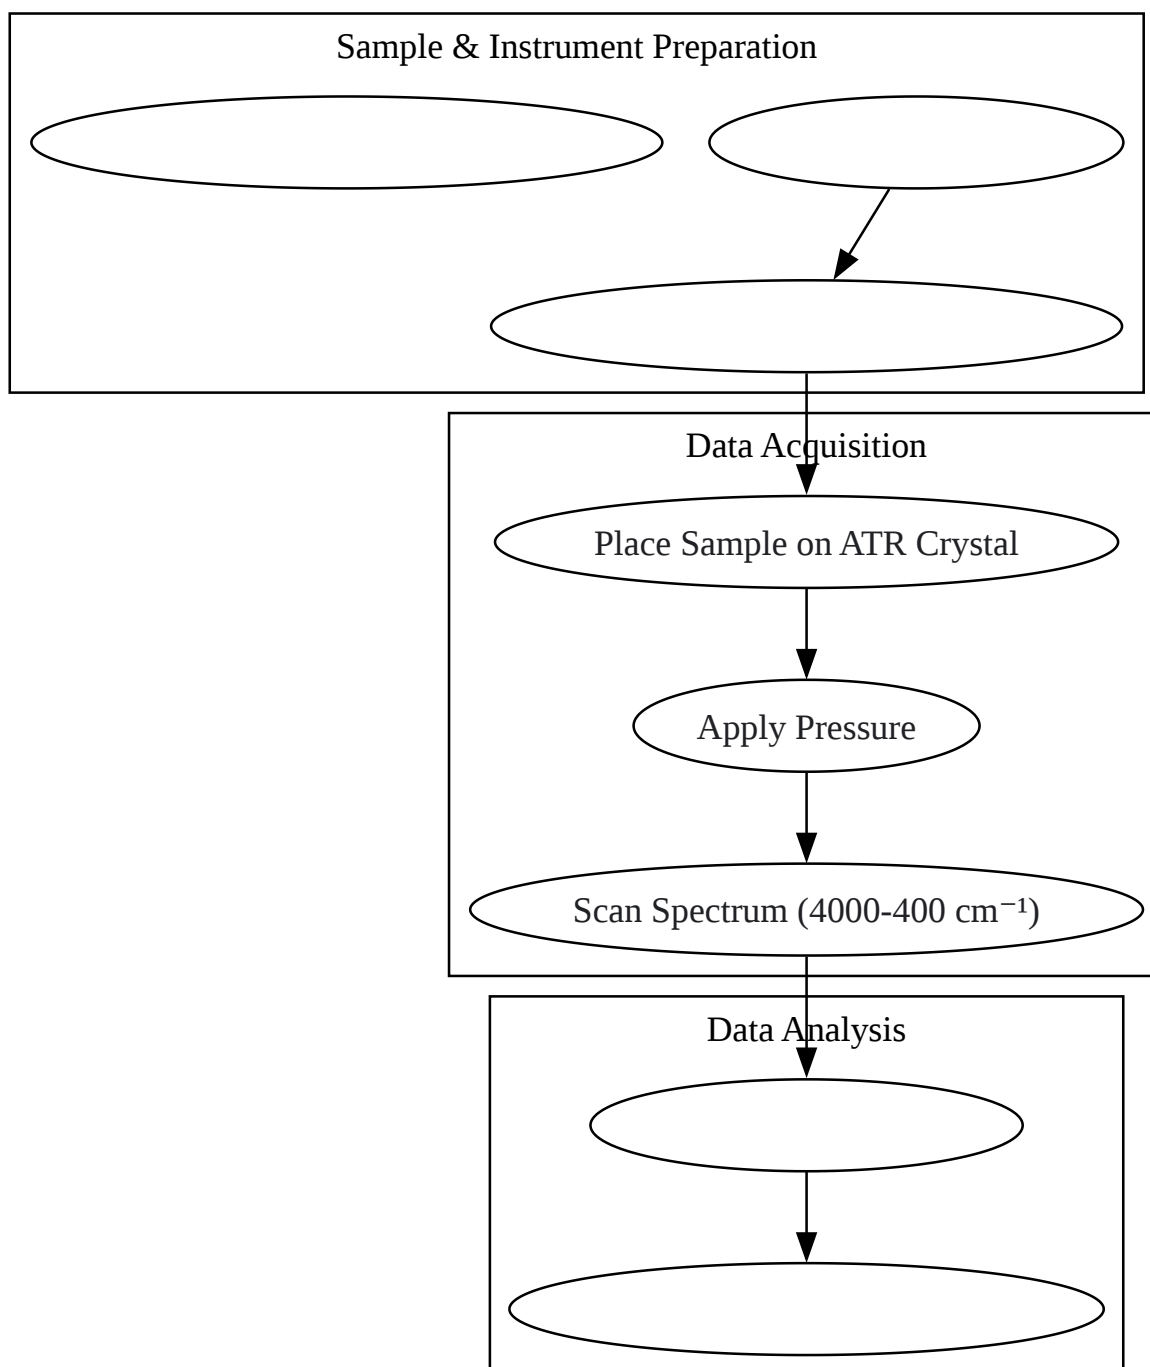 Sample & Instrument Preparation
Data Acquisition
Place Sample on ATR Crystal
Apply Pressure
Scan Spectrum (4000-400 cm⁻¹)
Data Analysis